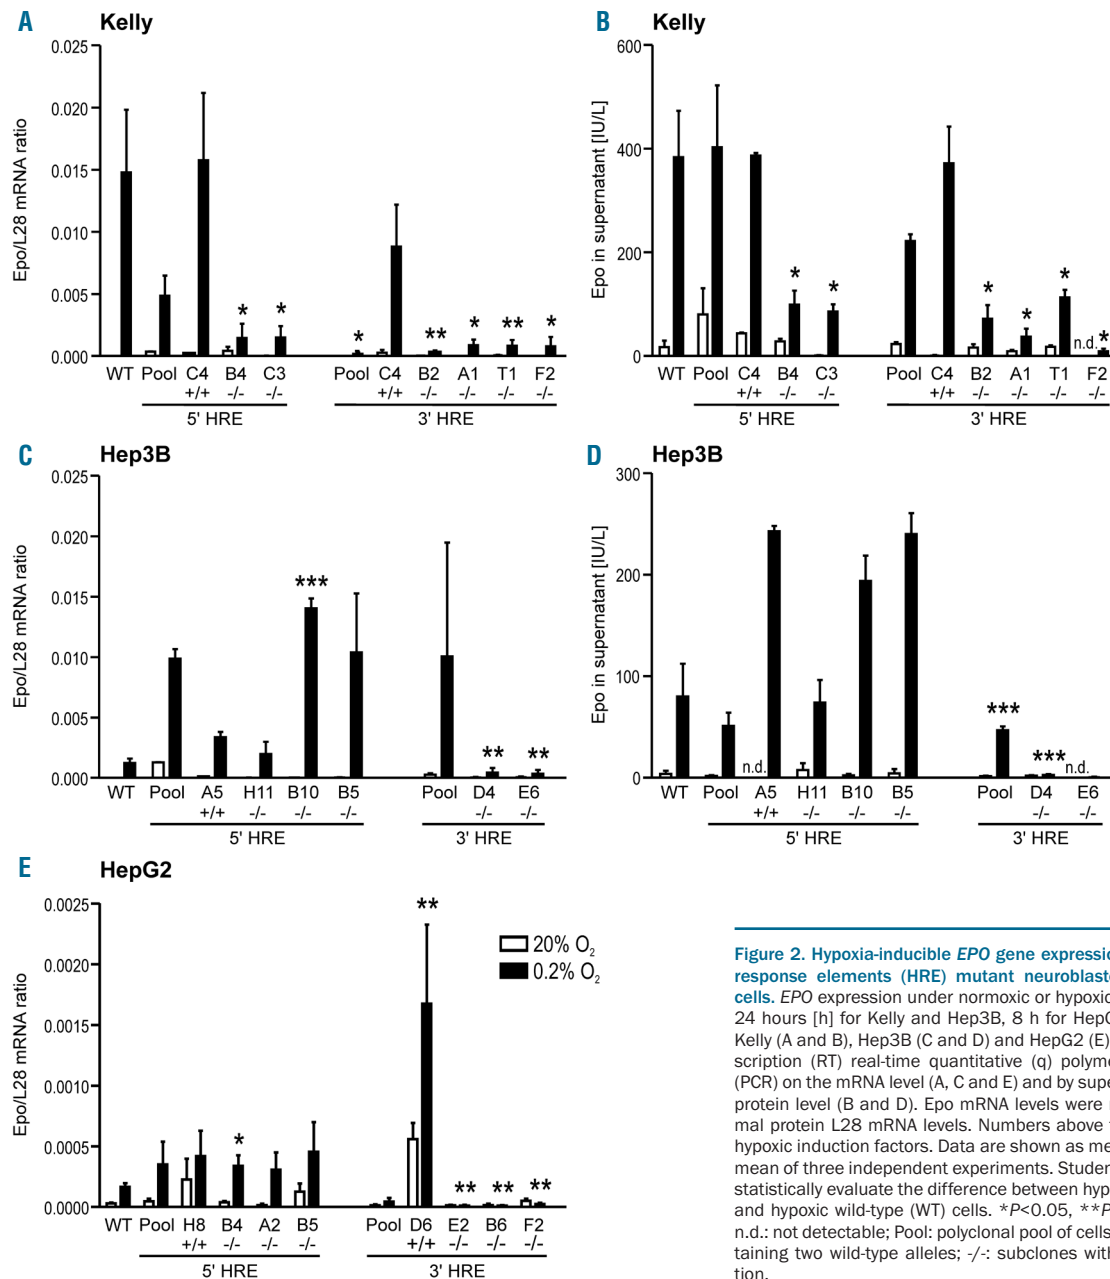 A Kelly
0.025
0.020
0.015
0.010
0.005
0.000
Epo/L28 mRNA ratio
* * * ** * ** *
WT Pool C4 B4 C3 Pool C4 B2 A1 T1 F2
+/+ -/- -/- +/+ -/- -/- -/- -/-
5' HRE 3' HRE
B Kelly
600
400
200
0
Epo in supernatant [IU/L]
* * * * * n.d. *
WT Pool C4 B4 C3 Pool C4 B2 A1 T1 F2
+/+ -/- -/- +/+ -/- -/- -/- -/-
5' HRE 3' HRE
C Hep3B
0.025
0.020
0.015
0.010
0.005
0.000
Epo/L28 mRNA ratio
*** ** **
WT Pool A5 H11 B10 B5 Pool D4 E6
+/+ -/- -/- -/- -/- -/-
5' HRE 3' HRE
D Hep3B
300
200
100
0
Epo in supernatant [IU/L]
n.d. *** *** n.d.
WT Pool A5 H11 B10 B5 Pool D4 E6
+/+ -/- -/- -/- -/- -/-
5' HRE 3' HRE
E HepG2
0.0025
0.0020
0.0015
0.0010
0.0005
0.0000
Epo/L28 mRNA ratio
* ** ** ** **
WT Pool H8 B4 A2 B5 Pool D6 E2 B6 F2
+/+ -/- -/- -/- +/+ -/- -/- -/-
5' HRE 3' HRE
20% O₂
0.2% O₂
Figure 2. Hypoxia-inducible EPO gene expressio
response elements (HRE) mutant neuroblasto
cells. EPO expression under normoxic or hypoxic
24 hours [h] for Kelly and Hep3B, 8 h for HepG
Kelly (A and B), Hep3B (C and D) and HepG2 (E)
scription (RT) real-time quantitative (q) polyme
(PCR) on the mRNA level (A, C and E) and by supe
protein level (B and D). Epo mRNA levels were
mal protein L28 mRNA levels. Numbers above
hypoxic induction factors. Data are shown as me
mean of three independent experiments. Studen
statistically evaluate the difference between hyp
and hypoxic wild-type (WT) cells. *P<0.05, **P
n.d.: not detectable; Pool: polyclonal pool of cells
taining two wild-type alleles; -/-: subclones with
tion.